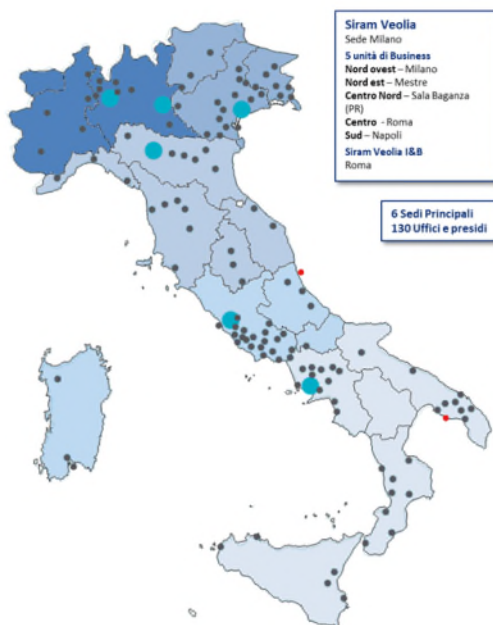 Siram Veolia
Sede Milano
5 unità di Business
Nord ovest – Milano
Nord est – Mestre
Centro Nord – Sala Baganza
(PR)
Centro - Roma
Sud – Napoli
Siram Veolia I&B
Roma
6 Sedi Principali
130 Uffici e presidi